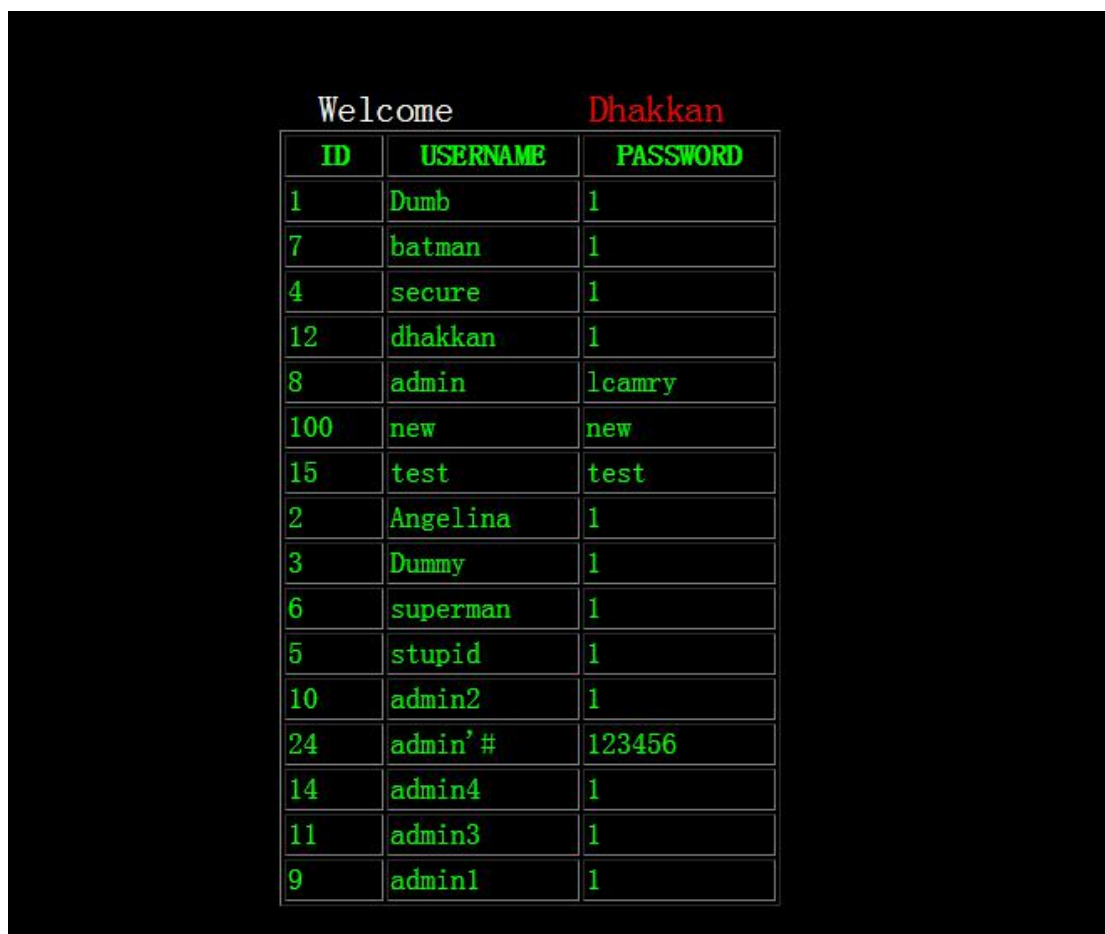 Welcome Dhakkan
ID USERNAME PASSWORD
1 Dumb 1
7 batman 1
4 secure 1
12 dhakkan 1
8 admin lcamry
100 new new
15 test test
2 Angelina 1
3 Dummy 1
6 superman 1
5 stupid 1
10 admin2 1
24 admin'# 123456
14 admin4 1
11 admin3 1
9 admin1 1